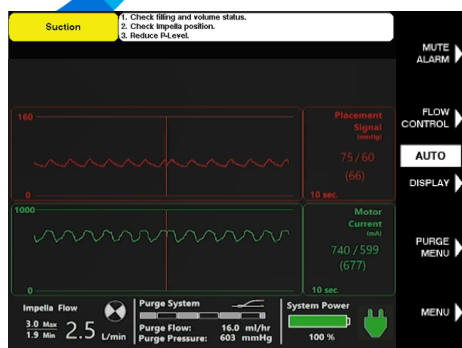 Suction
1. Check filling and volume status.
2. Check Impella position.
3. Reduce P-Level.
MUTE
ALARM
FLOW
CONTROL
AUTO
DISPLAY
PURGE
MENU
MENU
160
0
Placement
Signal
(mmHg)
75/60
(66)
10 sec.
1000
0
Motor
Current
(mA)
740/599
(677)
10 sec.
Impella Flow
3.0 Max
1.9 Min
2.5 L/min
Purge System
Purge Flow: 16.0 ml/hr
Purge Pressure: 603 mmHg
System Power
100 %